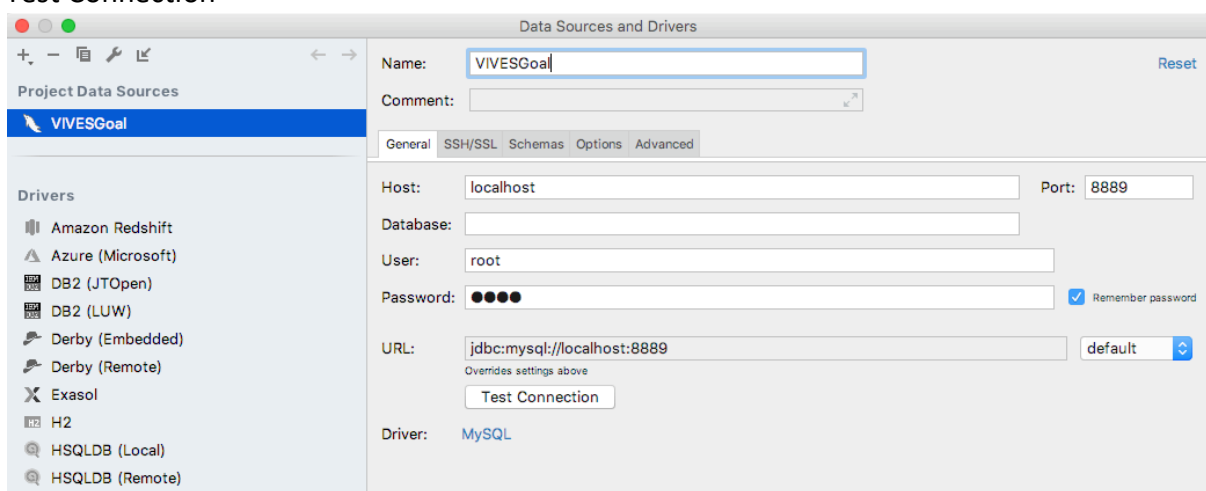 Test Connection
Data Sources and Drivers
Project Data Sources
VIVESGoal
Drivers
Amazon Redshift
Azure (Microsoft)
DB2 (JTOpen)
DB2 (LUW)
Derby (Embedded)
Derby (Remote)
Exasol
H2
HSQLDB (Local)
HSQLDB (Remote)
Name: VIVESGoal Reset
Comment:
General SSH/SSL Schemas Options Advanced
Host: localhost Port: 8889
Database:
User: root
Password: ●●●● Remember password
URL: jdbc:mysql://localhost:8889 default
Overrides settings above
Test Connection
Driver: MySQL